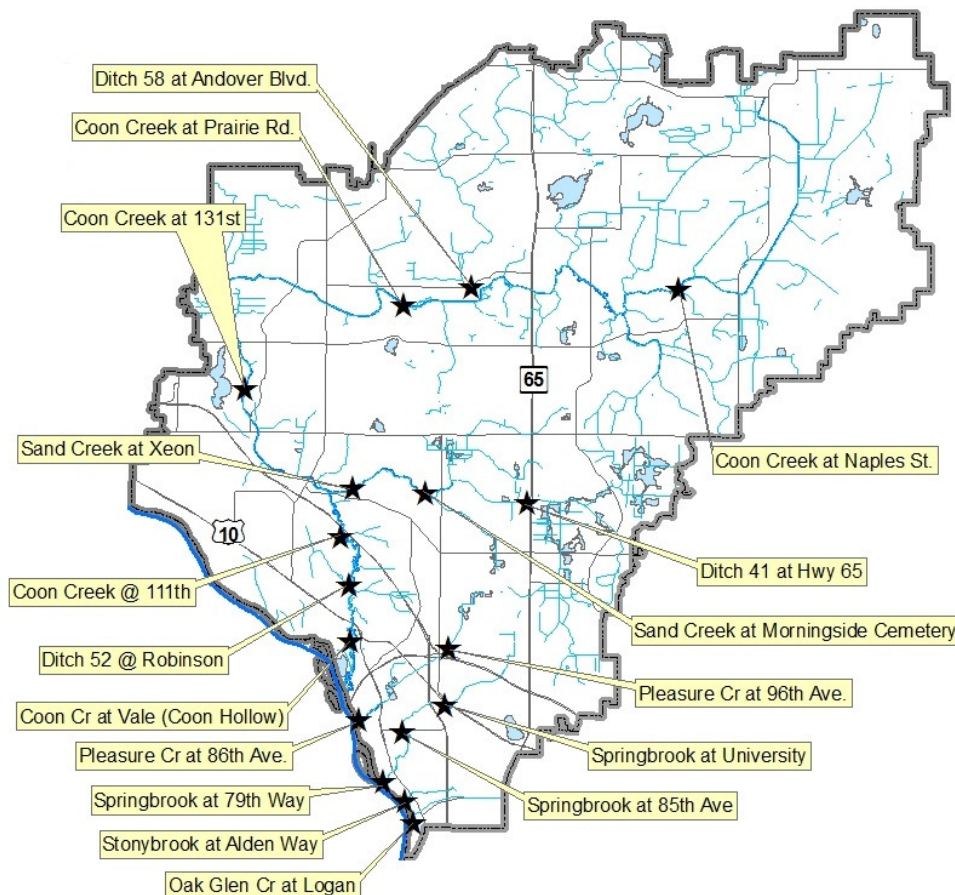 Ditch 58 at Andover Blvd.
Coon Creek at Prairie Rd.
Coon Creek at 131st
65
Sand Creek at Xeon
Coon Creek at Naples St.
10
Ditch 41 at Hwy 65
Coon Creek @ 111th
Sand Creek at Morningside Cemetery
Ditch 52 @ Robinson
Pleasure Cr at 96th Ave.
Coon Cr at Vale (Coon Hollow)
Pleasure Cr at 86th Ave.
Springbrook at University
Springbrook at 79th Way
Springbrook at 85th Ave
Stonybrook at Alden Way
Oak Glen Cr at Logan